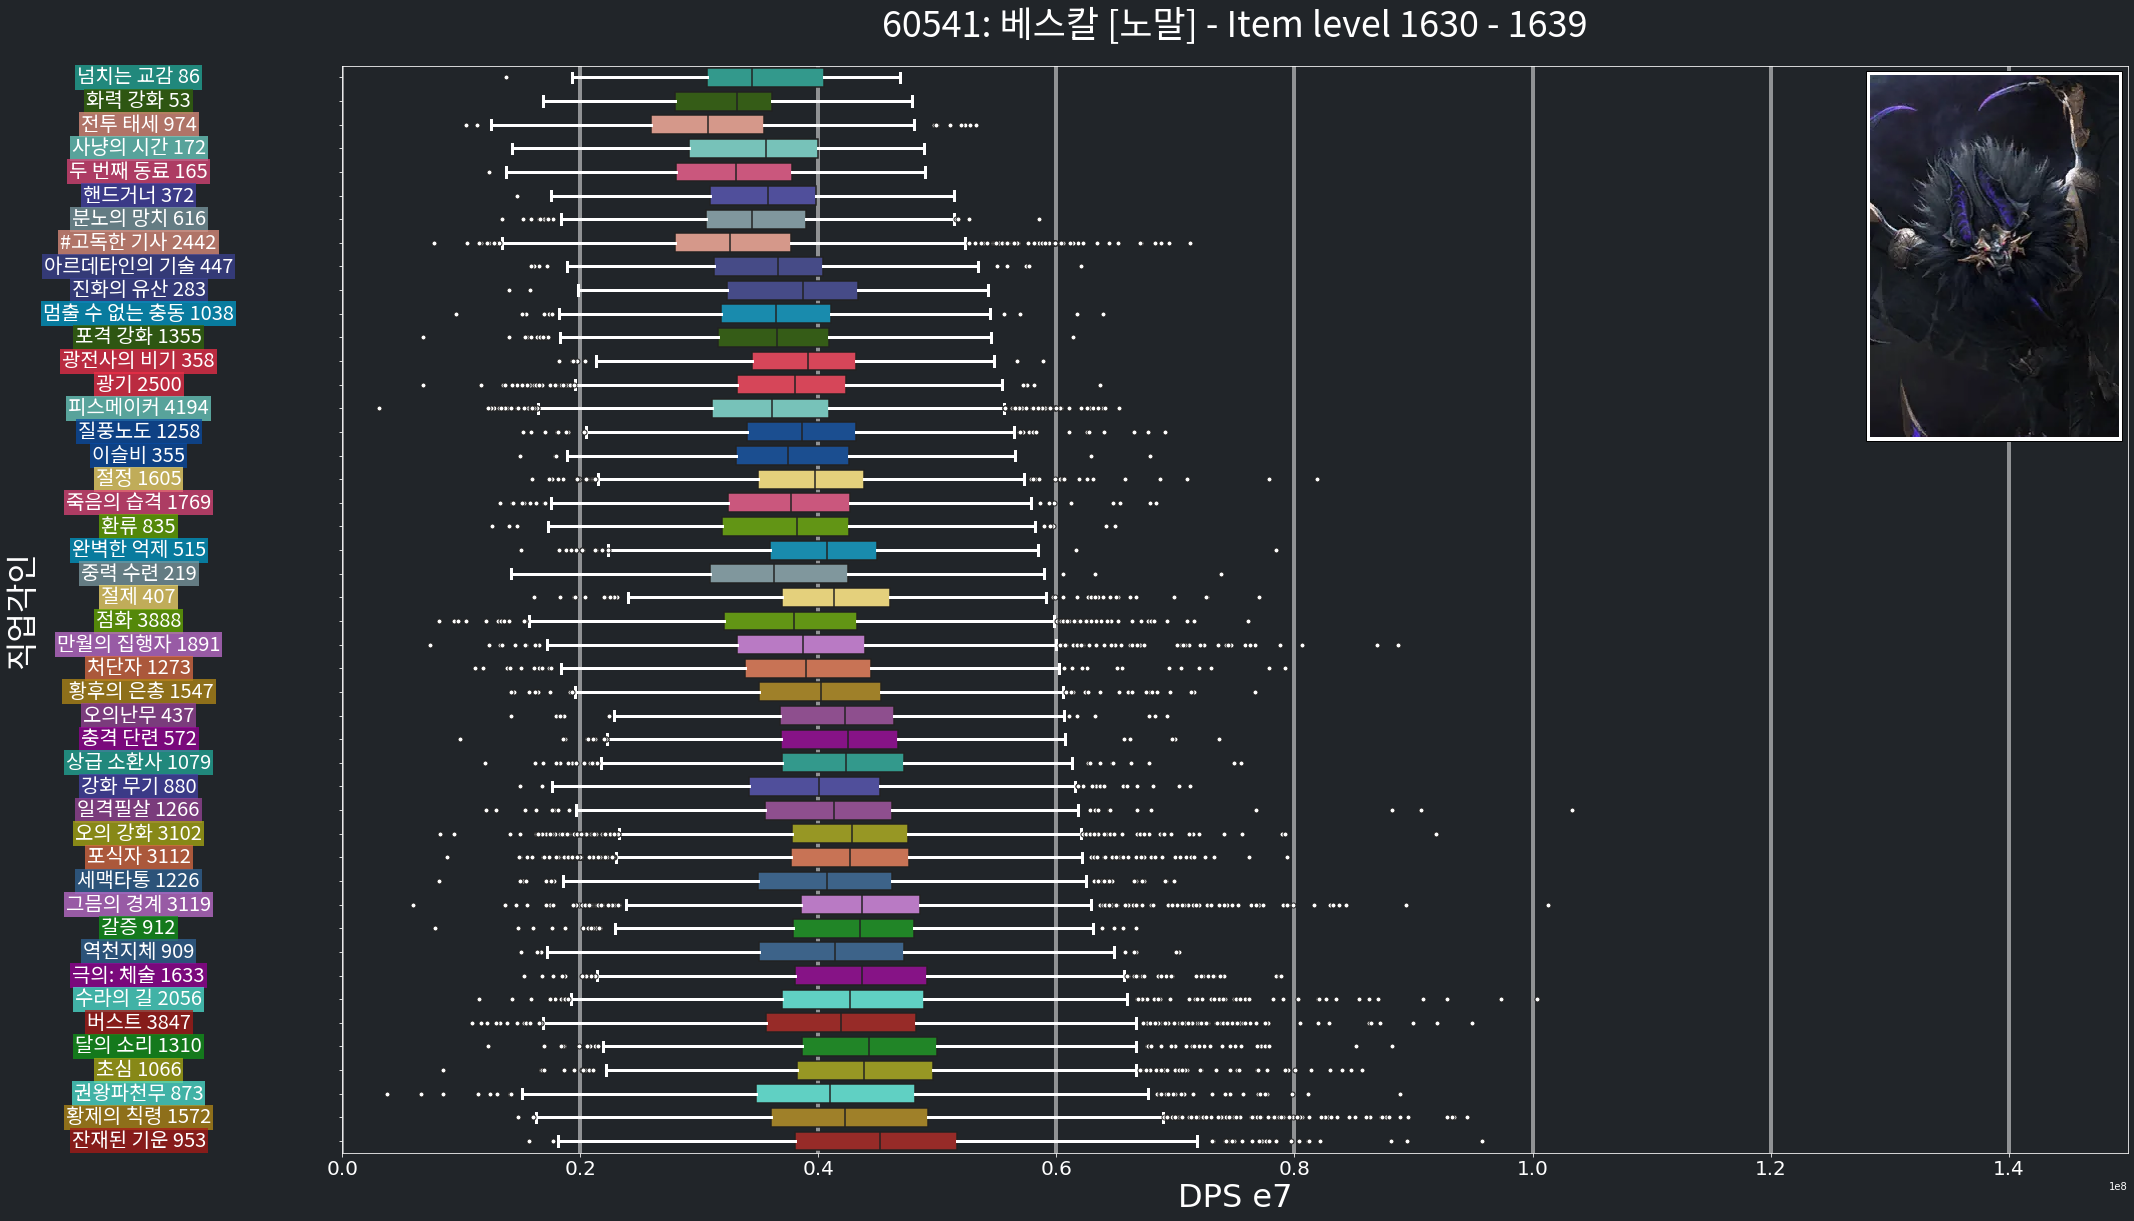 60541: 베스칼 [노말] - Item level 1630 - 1639
넘치는 교감 86
화력 강화 53
전투 태세 974
사냥의 시간 172
두 번째 동료 165
핸드거너 372
분노의 망치 616
#고독한 기사 2442
아르데타인의 기술 447
진화의 유산 283
멈출 수 없는 충동 1038
포격 강화 1355
광전사의 비기 358
광기 2500
피스메이커 4194
질풍노도 1258
이슬비 355
절정 1605
죽음의 습격 1769
환류 835
완벽한 억제 515
중력 수련 219
절제 407
점화 3888
만월의 집행자 1891
처단자 1273
황후의 은총 1547
오의난무 437
충격 단련 572
상급 소환사 1079
강화 무기 880
일격필살 1266
오의 강화 3102
포식자 3112
세맥타통 1226
그믐의 경계 3119
갈증 912
역천지체 909
극의: 체술 1633
수라의 길 2056
버스트 3847
달의 소리 1310
초심 1066
권왕파천무 873
황제의 칙령 1572
잔재된 기운 953
직업각인
0.0 0.2 0.4 0.6 0.8 1.0 1.2 1.4
1e8
DPS e7